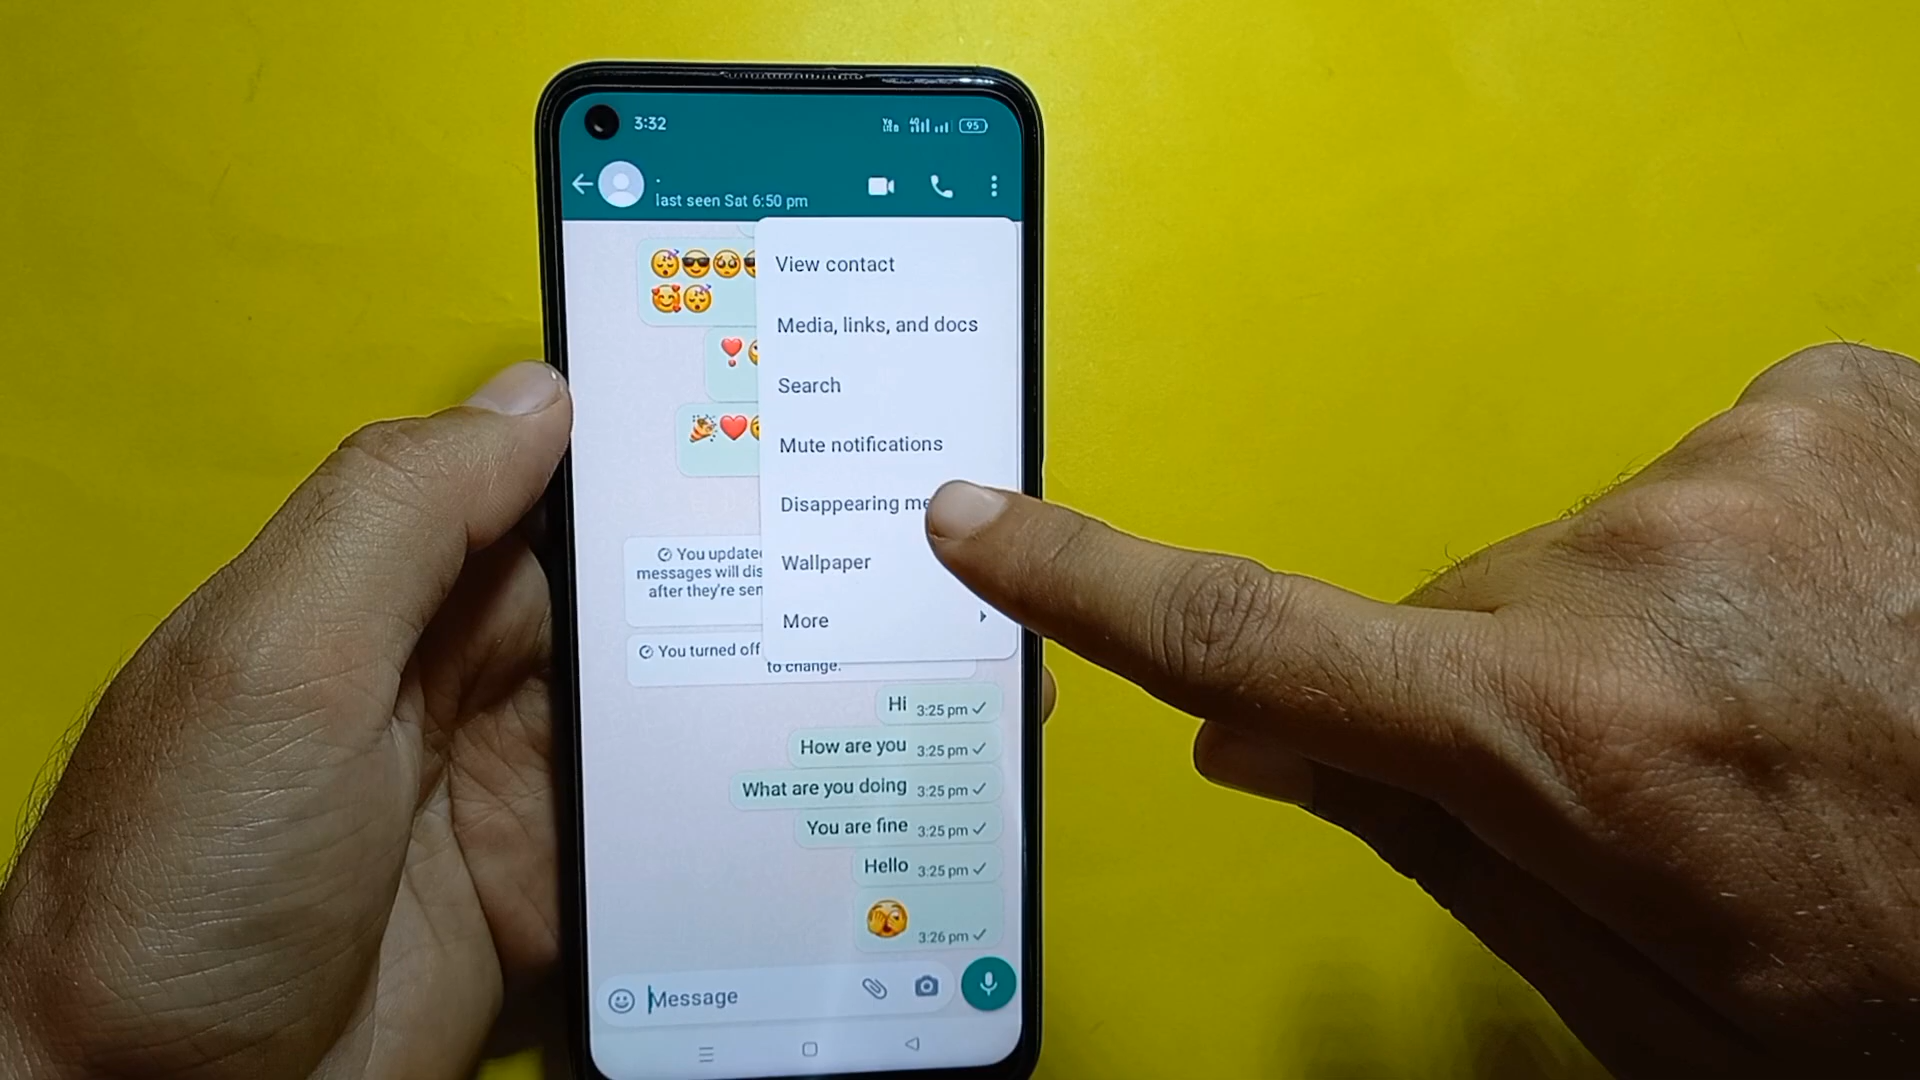 3:32
95
.
last seen Sat 6:50 pm
View contact
Media, links, and docs
Search
Mute notifications
Disappearing me
Wallpaper
More
You update
messages will dis
after they're sen
You turned off
to change.
Hi 3:25 pm
How are you 3:25 pm
What are you doing 3:25 pm
You are fine 3:25 pm
Hello 3:25 pm
3:26 pm
Message